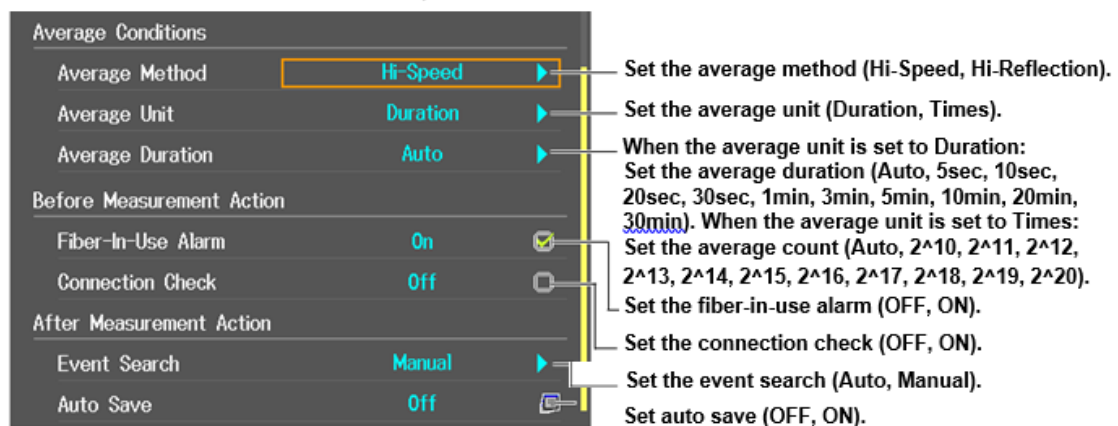 Average Conditions
Average Method Hi-Speed
Average Unit Duration
Average Duration Auto
Before Measurement Action
Fiber-In-Use Alarm On
Connection Check Off
After Measurement Action
Event Search Manual
Auto Save Off
Set the average method (Hi-Speed, Hi-Reflection).
Set the average unit (Duration, Times).
When the average unit is set to Duration:
Set the average duration (Auto, 5sec, 10sec,
20sec, 30sec, 1min, 3min, 5min, 10min, 20min,
30min). When the average unit is set to Times:
Set the average count (Auto, 2^10, 2^11, 2^12,
2^13, 2^14, 2^15, 2^16, 2^17, 2^18, 2^19, 2^20).
Set the fiber-in-use alarm (OFF, ON).
Set the connection check (OFF, ON).
Set the event search (Auto, Manual).
Set auto save (OFF, ON).